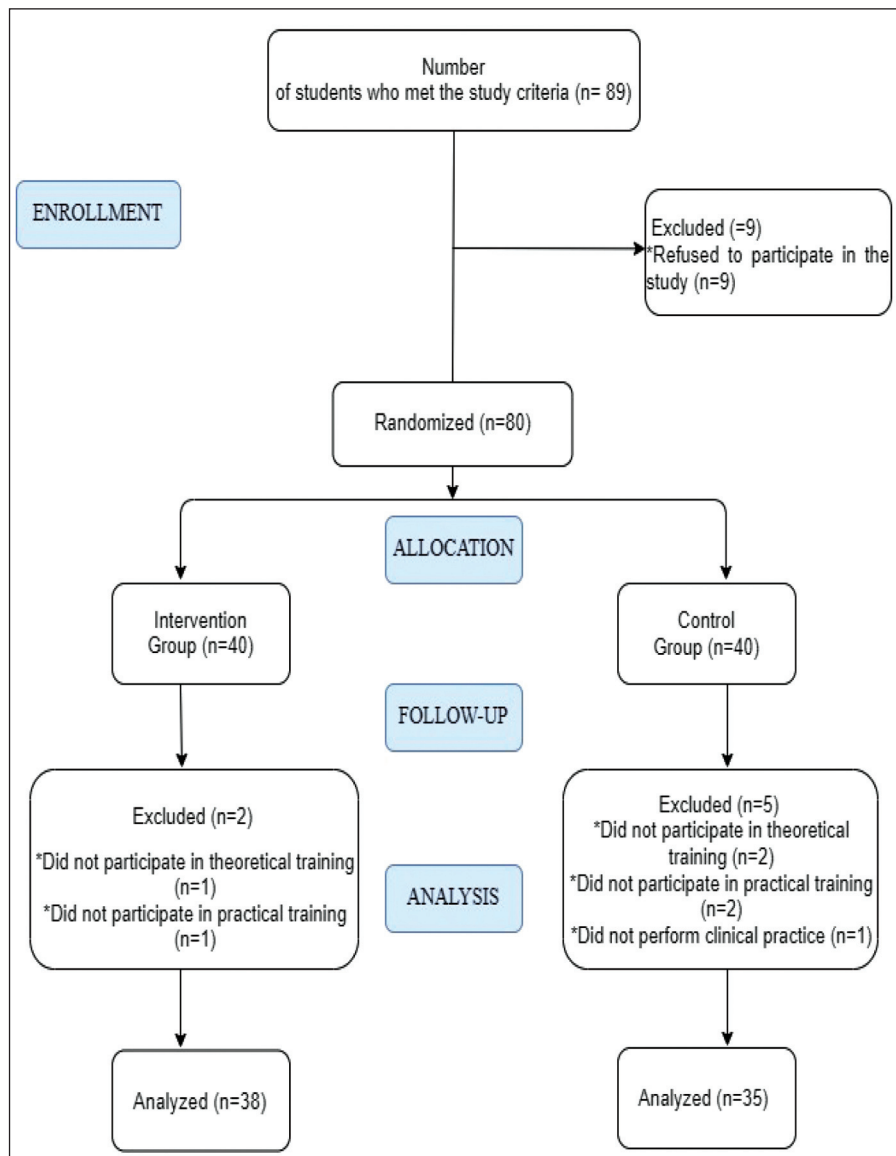 Number
of students who met the study criteria (n= 89)
ENROLLMENT
Excluded (=9)
*Refused to participate in the
study (n=9)
Randomized (n=80)
ALLOCATION
Intervention
Group (n=40)
Control
Group (n=40)
FOLLOW-UP
Excluded (n=2)
*Did not participate in theoretical training
(n=1)
*Did not participate in practical training
(n=1)
Excluded (n=5)
*Did not participate in theoretical
training (n=2)
*Did not participate in practical training
(n=2)
*Did not perform clinical practice (n=1)
ANALYSIS
Analyzed (n=38)
Analyzed (n=35)